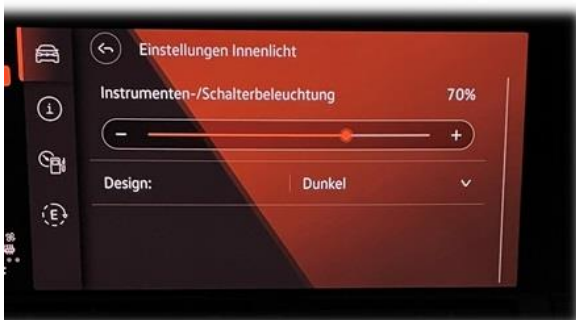 Einstellungen Innenlicht
Instrumenten-/Schalterbeleuchtung 70%
- +
Design: Dunkel
E